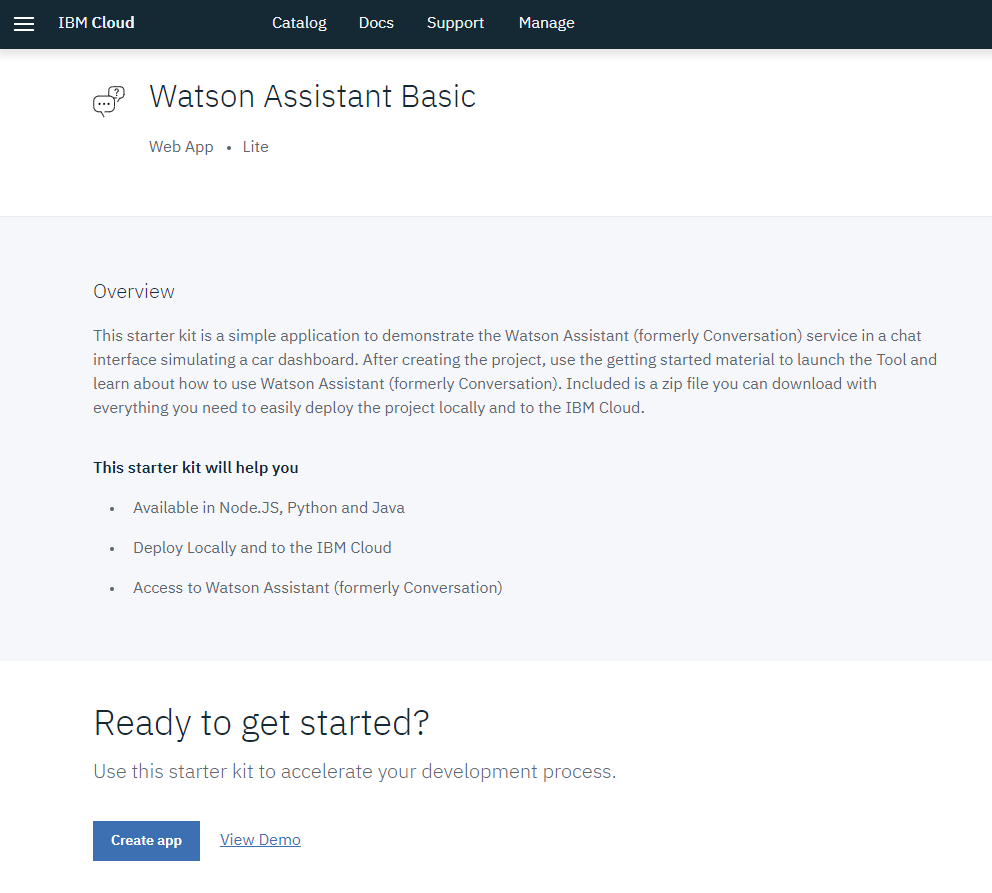 IBM Cloud Catalog Docs Support Manage
Watson Assistant Basic
Web App • Lite
Overview
This starter kit is a simple application to demonstrate the Watson Assistant (formerly Conversation) service in a chat
interface simulating a car dashboard. After creating the project, use the getting started material to launch the Tool and
learn about how to use Watson Assistant (formerly Conversation). Included is a zip file you can download with
everything you need to easily deploy the project locally and to the IBM Cloud.
This starter kit will help you
• Available in Node.JS, Python and Java
• Deploy Locally and to the IBM Cloud
• Access to Watson Assistant (formerly Conversation)
Ready to get started?
Use this starter kit to accelerate your development process.
Create app View Demo